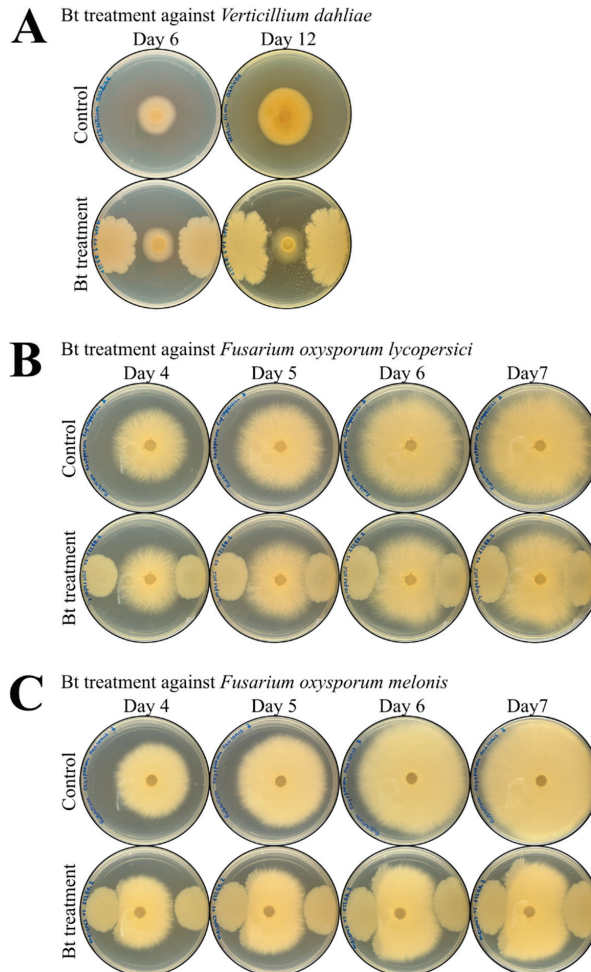 A
Bt treatment against Verticillium dahliae
Day 6 Day 12
Control
Bt treatment
B
Bt treatment against Fusarium oxysporum lycopersici
Day 4 Day 5 Day 6 Day7
Control
Bt treatment
C
Bt treatment against Fusarium oxysporum melonis
Day 4 Day 5 Day 6 Day7
Control
Bt treatment